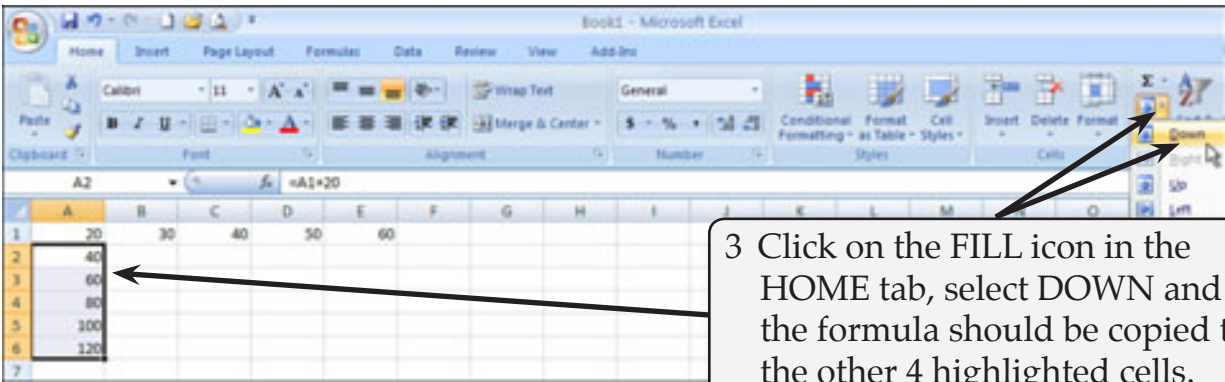 Book1 - Microsoft Excel
Home Insert Page Layout Formulas Data Review View Add-Ins
Paste
Calibri 11 A A
Wrap Text
General
B I U
Merge & Center
$ %
Conditional Formatting
Format as Table
Cell Styles
Insert Delete Format
Σ
Clipboard Font Alignment Number Styles Cells
Down
Right
Up
Left
A2 fx =A1+20
A B C D E F G H I J K L M N O
1 20 30 40 50 60
2 40
3 60
4 80
5 100
6 120
7
3 Click on the FILL icon in the
HOME tab, select DOWN and
the formula should be copied t
the other 4 highlighted cells.